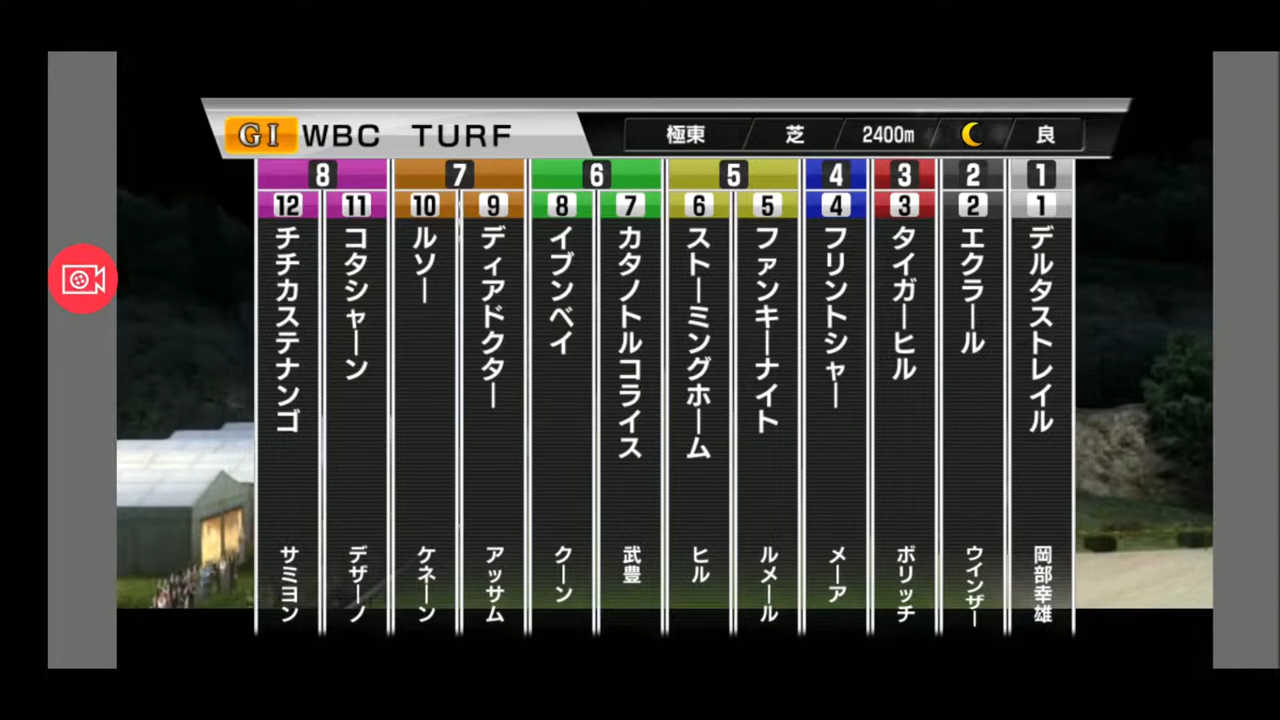 GI WBC TURF 極東 芝 2400m 良
8 7 6 5 4 3 2 1
12 11 10 9 8 7 6 5 4 3 2 1
デルタストレイル
岡部幸雄
エクラール
ウインザー
タイガーヒル
ボリッチ
フリントシャー
メーア
ファンキーナイト
ルメール
ストーミングホーム
ヒル
カタノトルコライス
武豊
イブンベイ
クーン
ディアドクター
アッサム
ルソー
ケネーン
コタシャーン
デザーノ
チチカステナンゴ
サミヨン